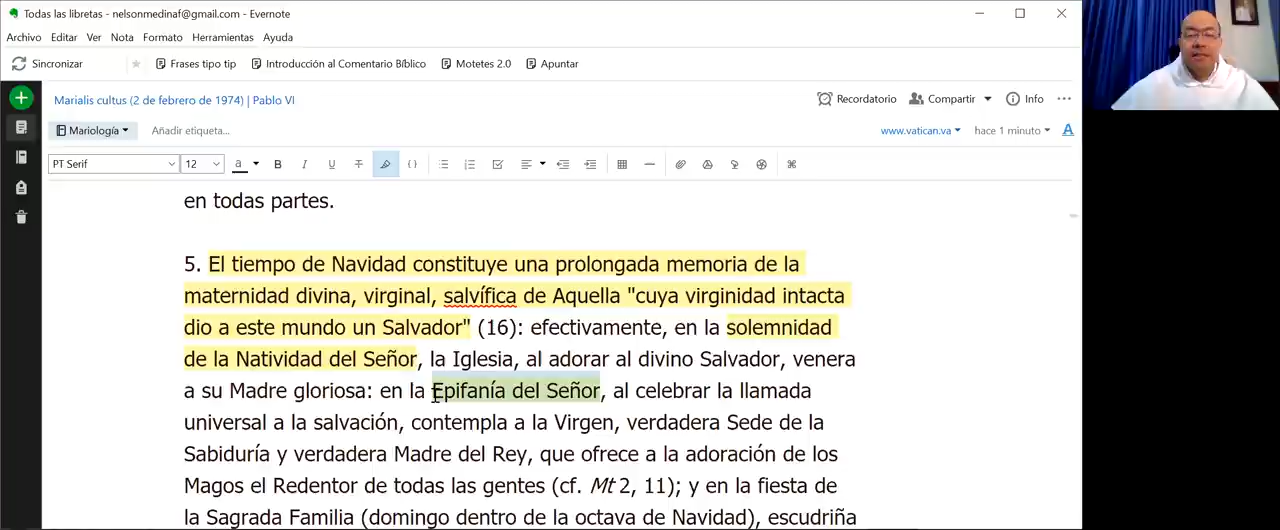 Todas las libretas - nelsonmedinaf@gmail.com - Evernote
Archivo Editar Ver Nota Formato Herramientas Ayuda
Sincronizar Frases tipo tip Introducción al Comentario Bíblico Motetes 2.0 Apuntar
Marialis cultus (2 de febrero de 1974) | Pablo VI Recordatorio Compartir Info
Mariología Añadir etiqueta... www.vatican.va hace 1 minuto A
PT Serif 12 a B I U T
en todas partes.
5. El tiempo de Navidad constituye una prolongada memoria de la
maternidad divina, virginal, salvífica de Aquella "cuya virginidad intacta
dio a este mundo un Salvador" (16): efectivamente, en la solemnidad
de la Natividad del Señor, la Iglesia, al adorar al divino Salvador, venera
a su Madre gloriosa: en la Epifanía del Señor, al celebrar la llamada
universal a la salvación, contempla a la Virgen, verdadera Sede de la
Sabiduría y verdadera Madre del Rey, que ofrece a la adoración de los
Magos el Redentor de todas las gentes (cf. Mt 2, 11); y en la fiesta de
la Sagrada Familia (domingo dentro de la octava de Navidad), escudriña